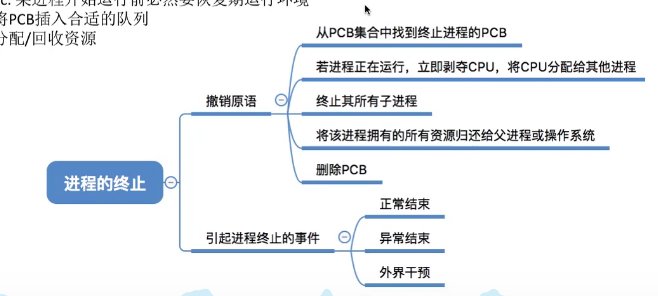 c. 某进程开始运行前必然要恢复期运行环境
将PCB插入合适的队列
分配/回收资源
进程的终止
撤销原语
从PCB集合中找到终止进程的PCB
若进程正在运行，立即剥夺CPU，将CPU分配给其他进程
终止其所有子进程
将该进程拥有的所有资源归还给父进程或操作系统
删除PCB
引起进程终止的事件
正常结束
异常结束
外界干预